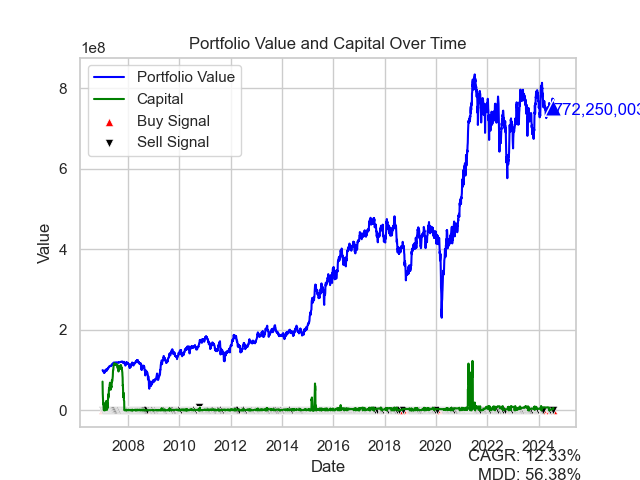 Portfolio Value and Capital Over Time
1e8
Portfolio Value
Capital
Buy Signal
Sell Signal
8
6
4
2
0
Value
772,250,003
2008
2010
2012
2014
2016
2018
2020
2022
2024
Date
CAGR: 12.33%
MDD: 56.38%